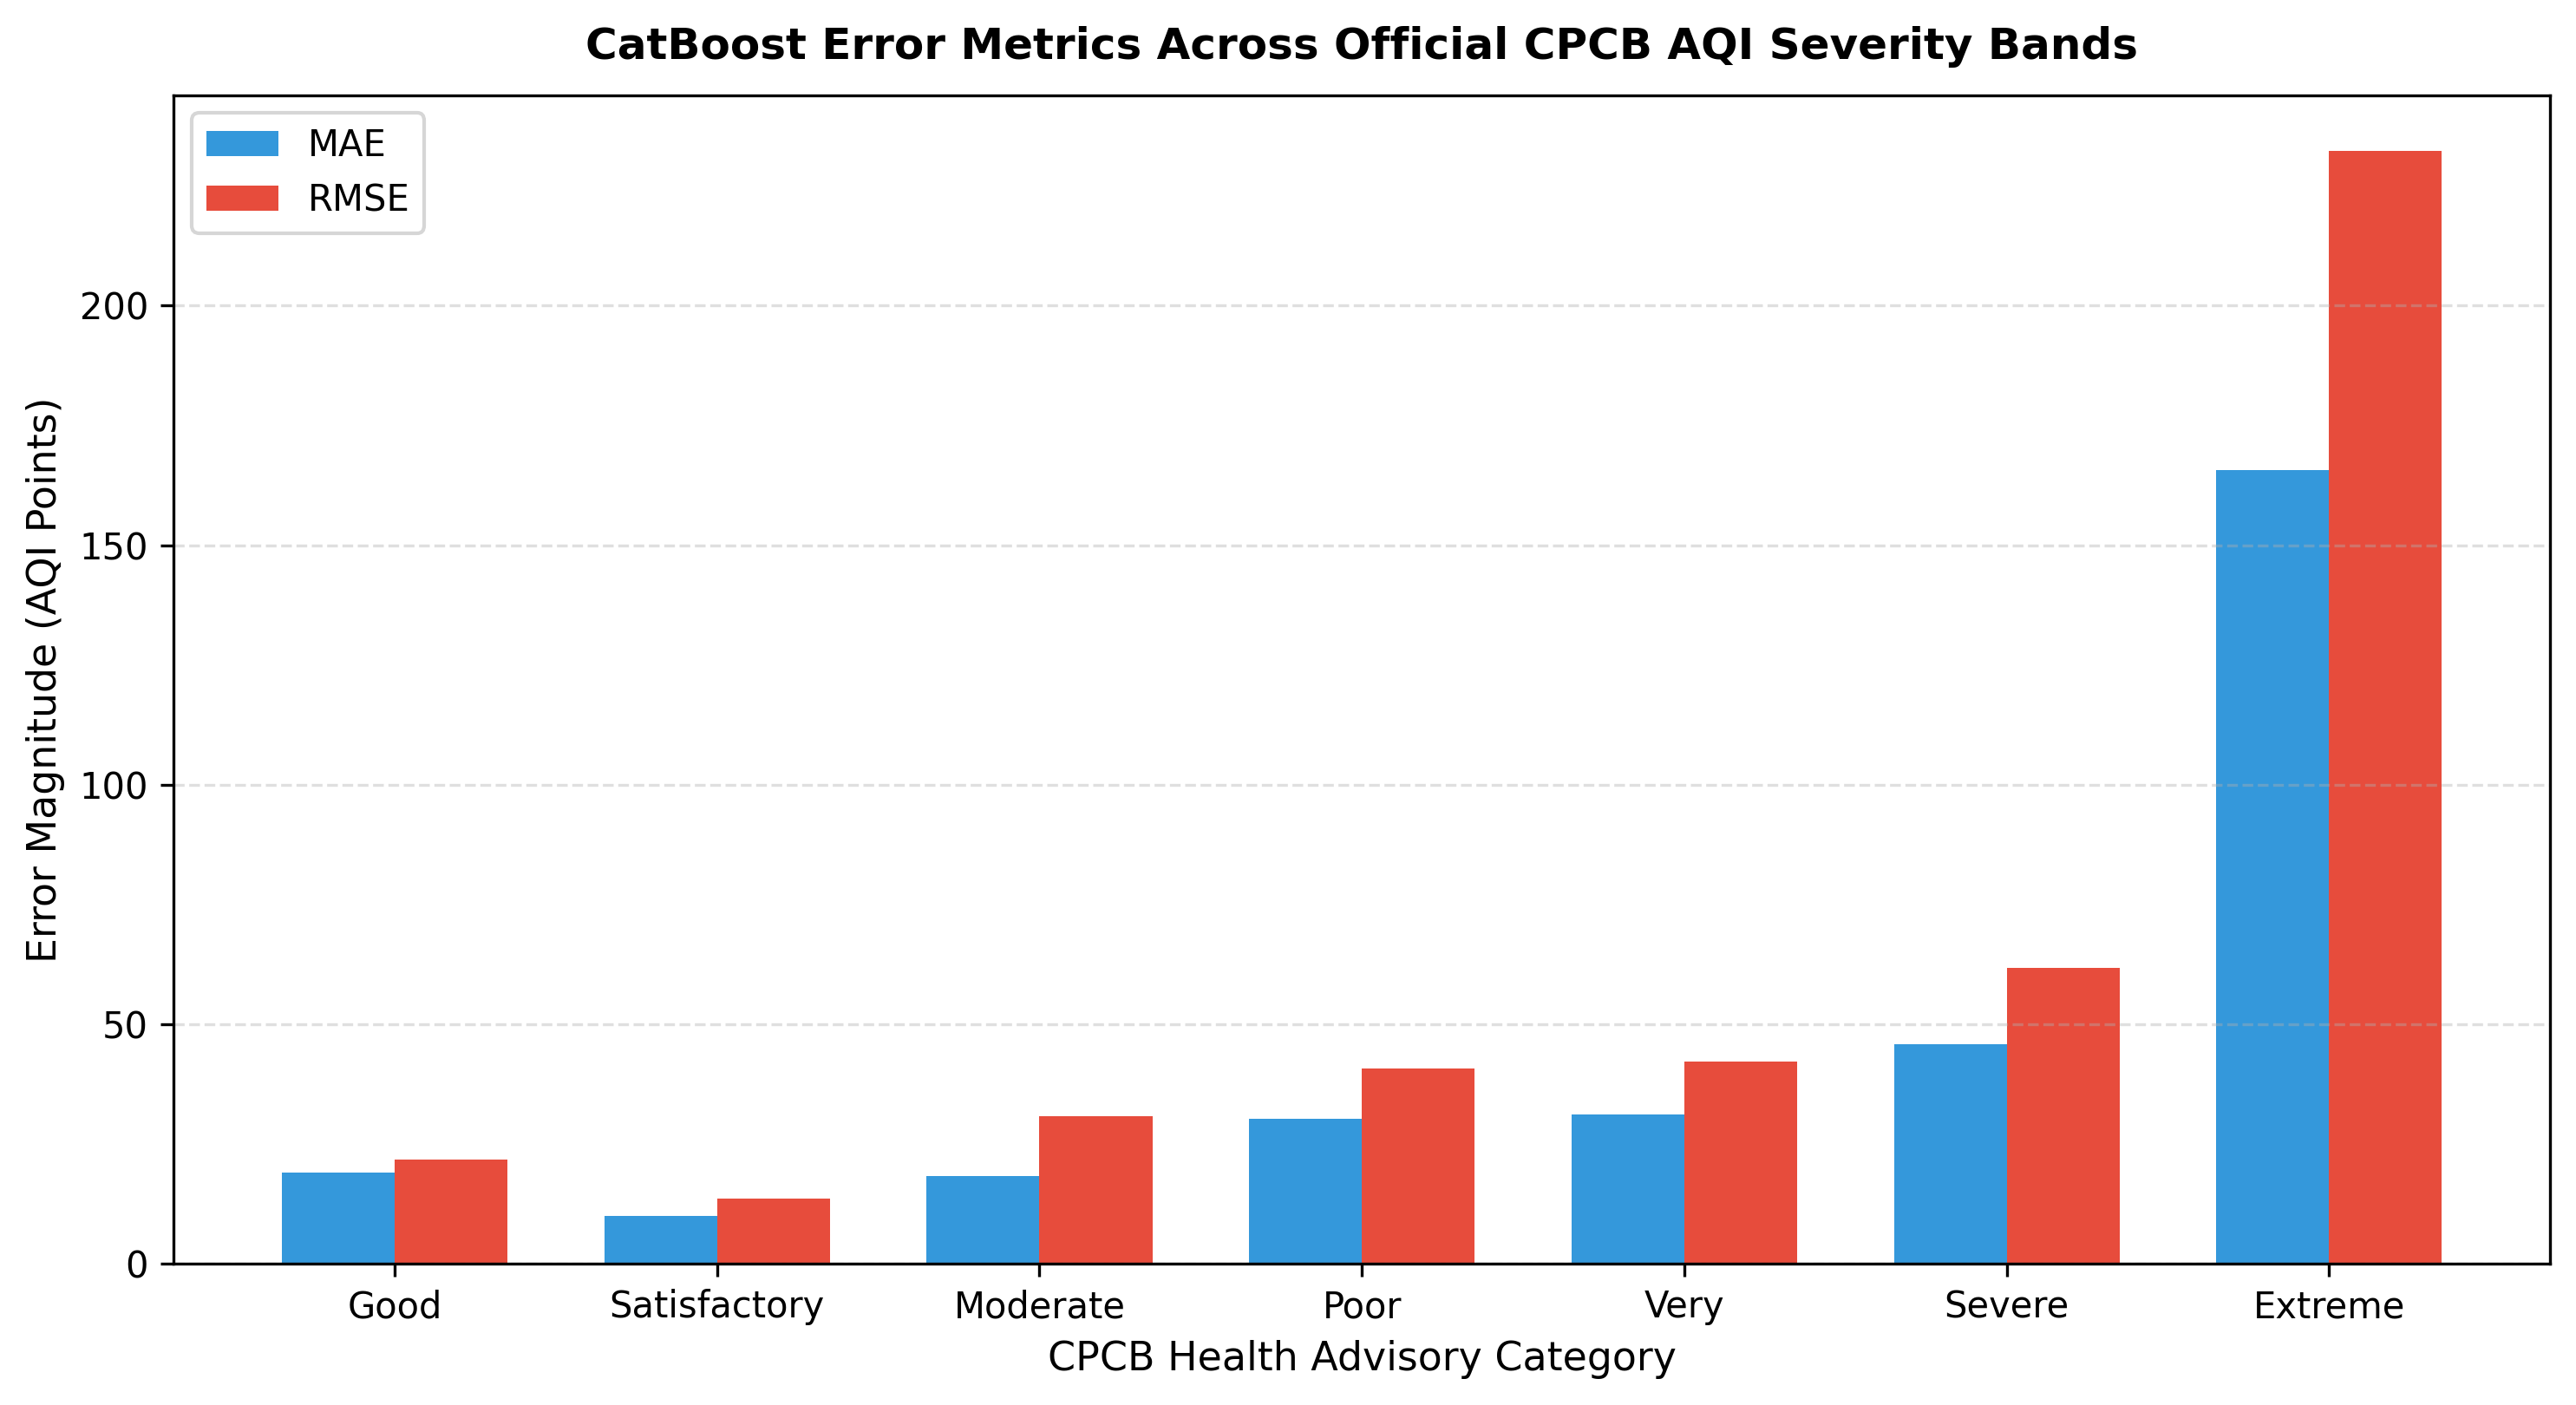 CatBoost Error Metrics Across Official CPCB AQI Severity Bands
MAE
RMSE
Error Magnitude (AQI Points)
200
150
100
50
0
Good Satisfactory Moderate Poor Very Severe Extreme
CPCB Health Advisory Category